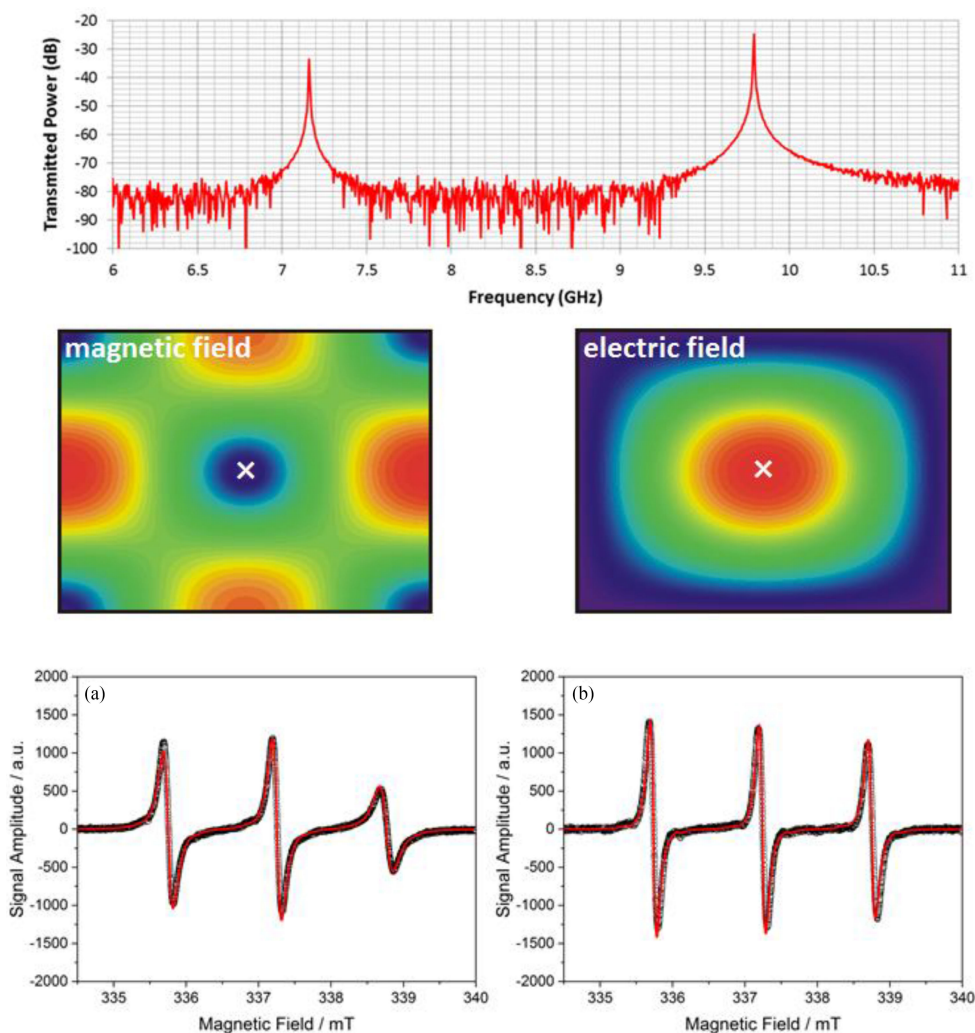 -20
-30
-40
-50
-60
-70
-80
-90
-100
Transmitted Power (dB)
6 6.5 7 7.5 8 8.5 9 9.5 10 10.5 11
Frequency (GHz)
magnetic field
×
electric field
×
(a)
2000
1500
1000
500
0
-500
-1000
-1500
-2000
Signal Amplitude / a.u.
335 336 337 338 339 340
Magnetic Field / mT
(b)
2000
1500
1000
500
0
-500
-1000
-1500
-2000
Signal Amplitude / a.u.
335 336 337 338 339 340
Magnetic Field / mT